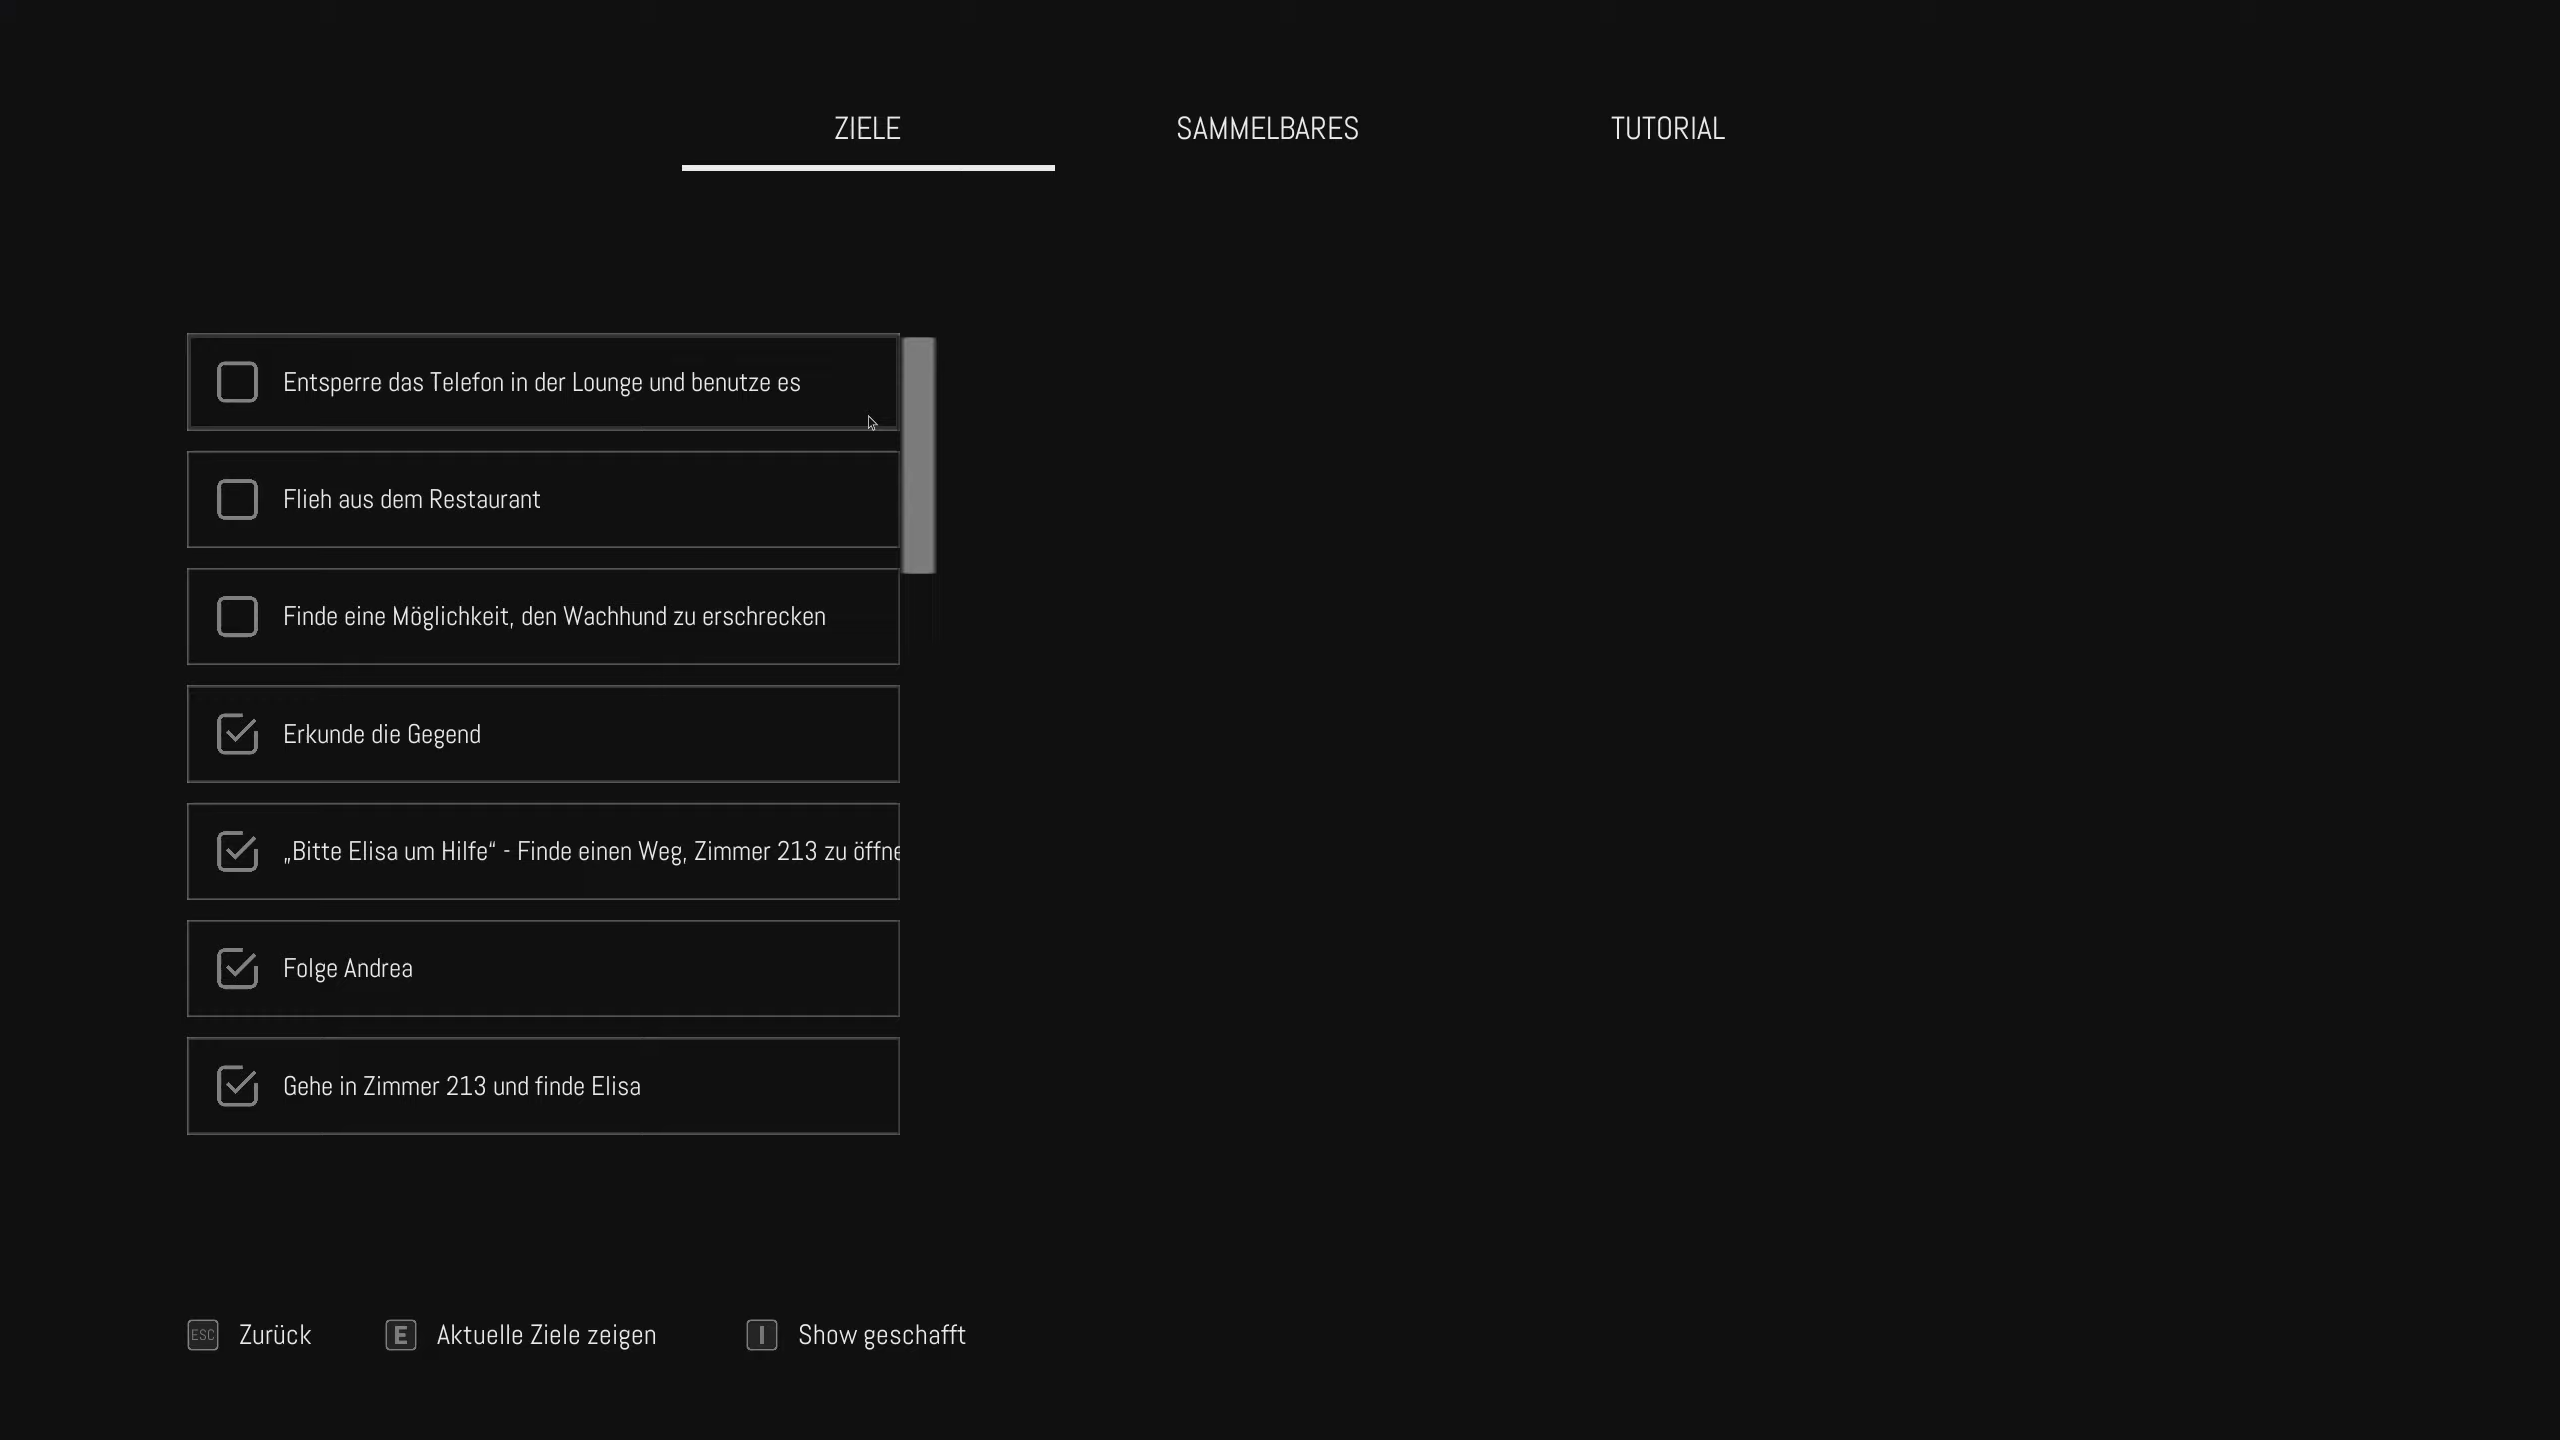 ZIELE
SAMMELBARES
TUTORIAL
Entsperre das Telefon in der Lounge und benutze es
Flieh aus dem Restaurant
Finde eine Möglichkeit, den Wachhund zu erschrecken
Erkunde die Gegend
„Bitte Elisa um Hilfe“ - Finde einen Weg, Zimmer 213 zu öffne
Folge Andrea
Gehe in Zimmer 213 und finde Elisa
ESC Zurück
E Aktuelle Ziele zeigen
I Show geschafft